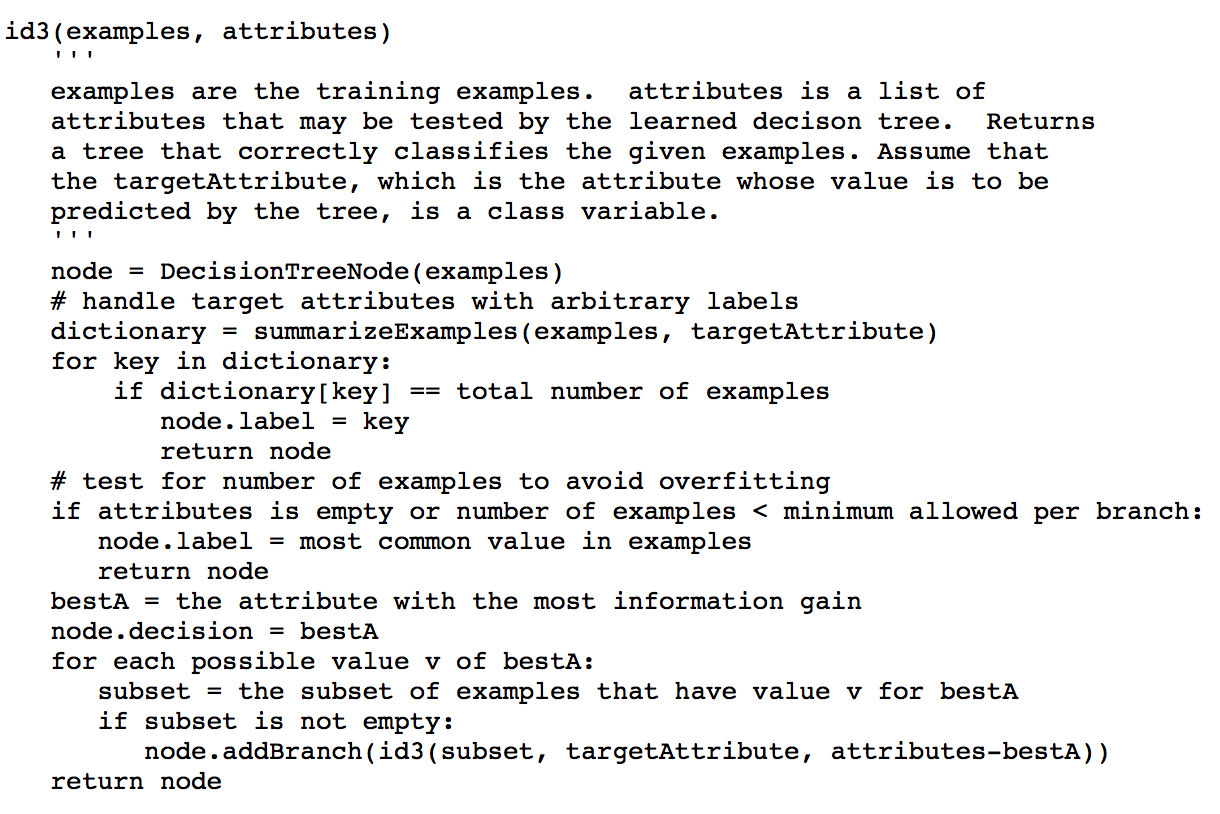 id3(examples, attributes)
   '''
   examples are the training examples.  attributes is a list of
   attributes that may be tested by the learned decison tree.  Returns
   a tree that correctly classifies the given examples. Assume that
   the targetAttribute, which is the attribute whose value is to be
   predicted by the tree, is a class variable.
   '''
   node = DecisionTreeNode(examples)
   # handle target attributes with arbitrary labels
   dictionary = summarizeExamples(examples, targetAttribute)
   for key in dictionary:
       if dictionary[key] == total number of examples
          node.label = key
          return node
   # test for number of examples to avoid overfitting
   if attributes is empty or number of examples < minimum allowed per branch:
      node.label = most common value in examples
      return node
   bestA = the attribute with the most information gain
   node.decision = bestA
   for each possible value v of bestA:
      subset = the subset of examples that have value v for bestA
      if subset is not empty:
         node.addBranch(id3(subset, targetAttribute, attributes-bestA))
   return node